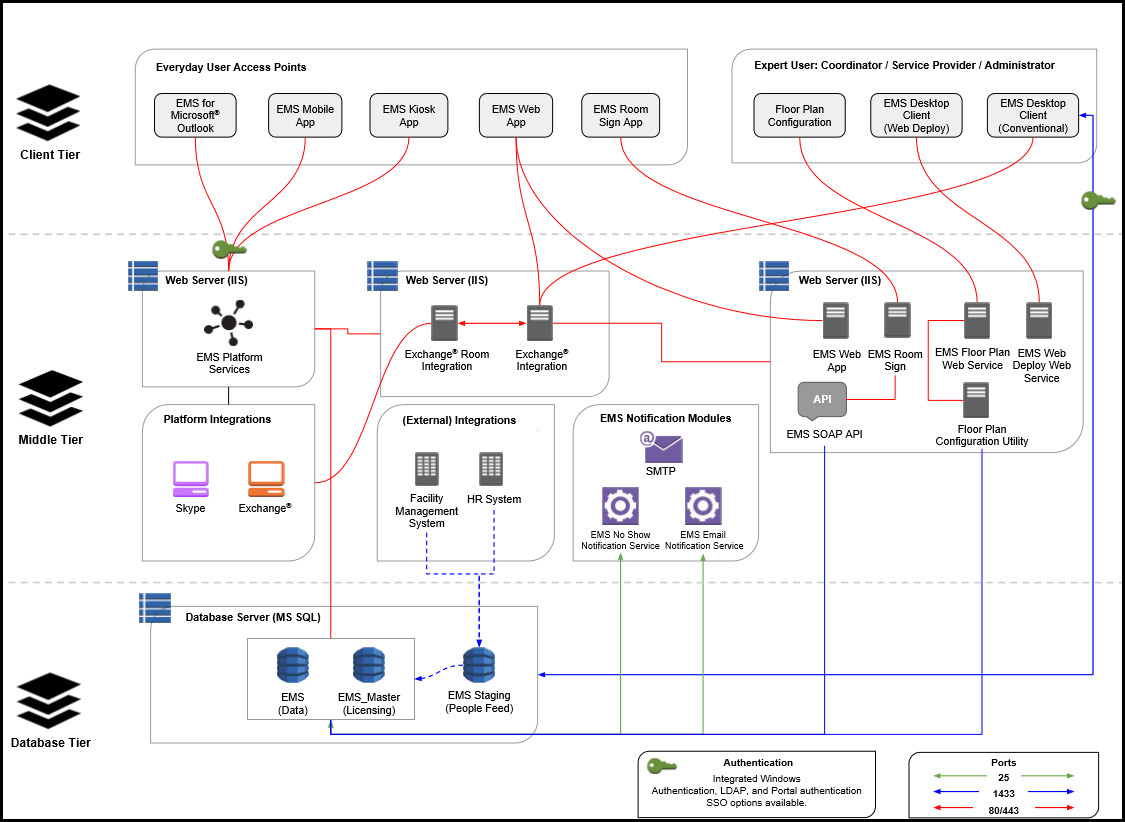 Everyday User Access Points
EMS for
Microsoft®
Outlook
EMS Mobile
App
EMS Kiosk
App
EMS Web
App
EMS Room
Sign App
Expert User: Coordinator / Service Provider / Administrator
Floor Plan
Configuration
EMS Desktop
Client
(Web Deploy)
EMS Desktop
Client
(Conventional)
Client Tier
Web Server (IIS)
EMS Platform
Services
Web Server (IIS)
Exchange® Room
Integration
Exchange®
Integration
Web Server (IIS)
EMS Web
App
EMS Room
Sign
EMS Floor Plan
Web Service
EMS Web
Deploy Web
Service
API
EMS SOAP API
Floor Plan
Configuration Utility
Middle Tier
Platform Integrations
Skype
Exchange®
(External) Integrations
Facility
Management
System
HR System
EMS Notification Modules
@
SMTP
EMS No Show
Notification Service
EMS Email
Notification Service
Database Server (MS SQL)
EMS
(Data)
EMS_Master
(Licensing)
EMS Staging
(People Feed)
Database Tier
Authentication
Integrated Windows
Authentication, LDAP, and Portal authentication
SSO options available.
Ports
25
1433
80/443